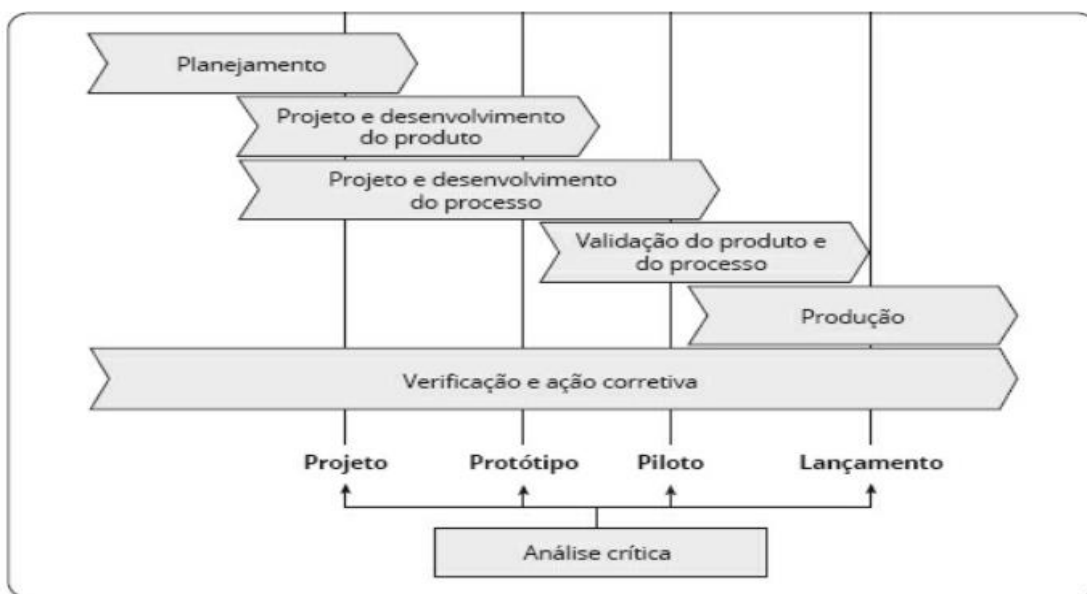 Planejamento
Projeto e desenvolvimento
do produto
Projeto e desenvolvimento
do processo
Validação do produto e
do processo
Produção
Verificação e ação corretiva
Projeto
Protótipo
Piloto
Lançamento
Análise crítica